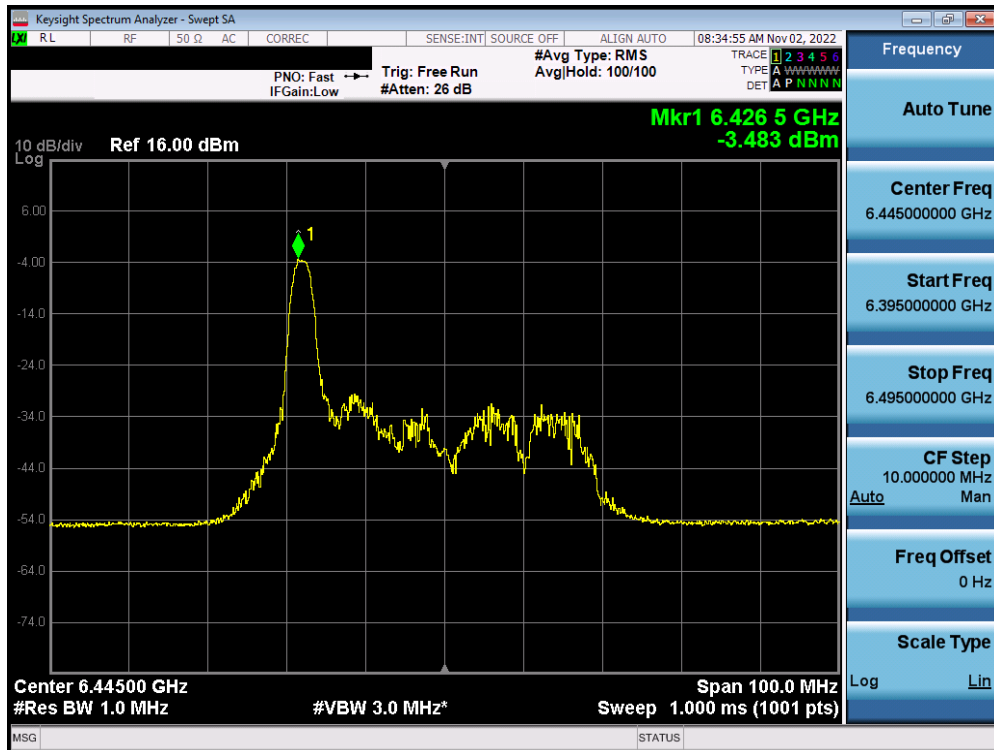 Keysight Spectrum Analyzer - Swept SA
LXI RL RF 50 Ω AC CORREC SENSE:INT SOURCE OFF ALIGN AUTO 08:34:55 AM Nov 02, 2022
PNO: Fast
IFGain:Low
Trig: Free Run
#Atten: 26 dB
#Avg Type: RMS
Avg|Hold: 100/100
TRACE 1 2 3 4 5 6
TYPE A WWWWW
DET A P N N N N
Mkr1 6.426 5 GHz
-3.483 dBm
10 dB/div Ref 16.00 dBm
Log
1
6.00
-4.00
-14.0
-24.0
-34.0
-44.0
-54.0
-64.0
-74.0
Center 6.44500 GHz Span 100.0 MHz
#Res BW 1.0 MHz #VBW 3.0 MHz* Sweep 1.000 ms (1001 pts)
MSG STATUS
Frequency
Auto Tune
Center Freq
6.445000000 GHz
Start Freq
6.395000000 GHz
Stop Freq
6.495000000 GHz
CF Step
10.000000 MHz
Auto Man
Freq Offset
0 Hz
Scale Type
Log Lin